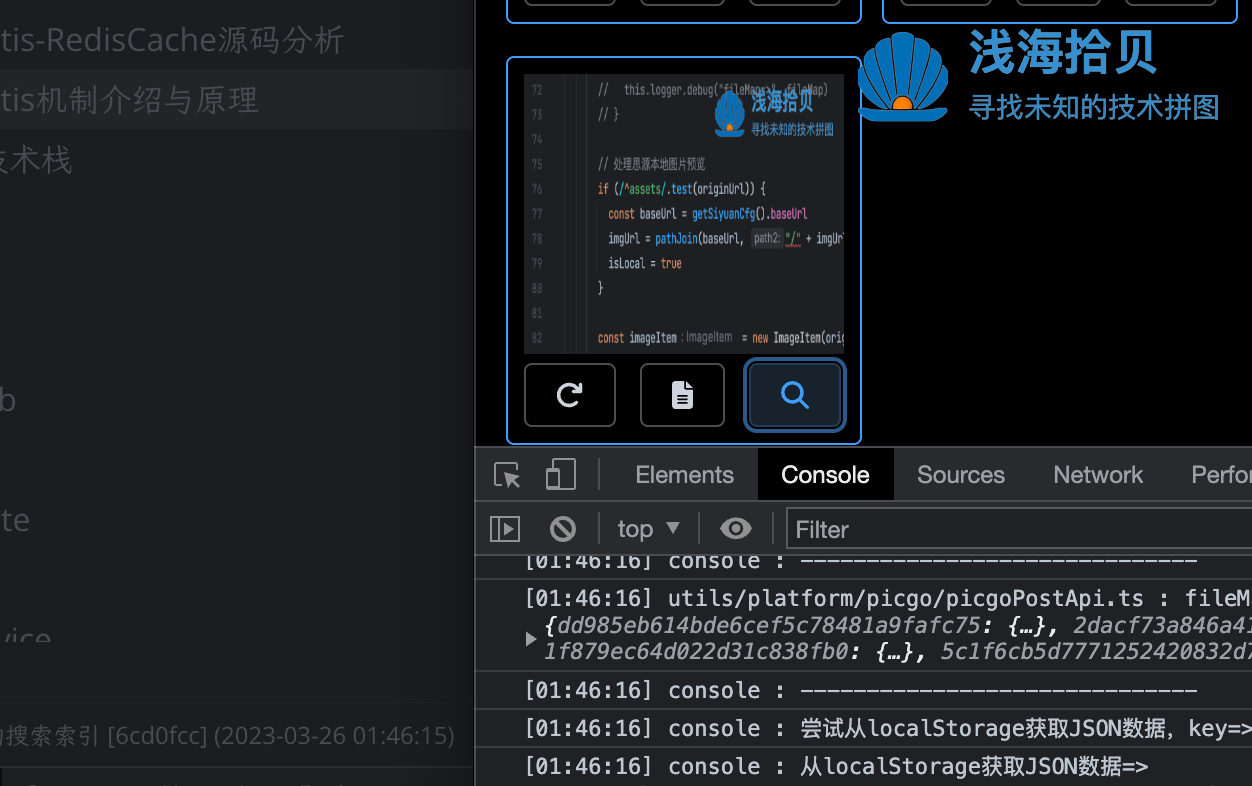 tis-RedisCache源码分析
tis机制介绍与原理
技术栈
b
te
vice
搜索索引 [6cd0fcc] (2023-03-26 01:46:15)
浅海拾贝
寻找未知的技术拼图
72 // this.logger.debug("fileMap=>", fileMap)
73 // }
浅海拾贝
寻找未知的技术拼图
74
75 // 处理思源本地图片预览
76 if (/^assets/.test(originUrl)) {
77 const baseUrl = getSiyuanCfg().baseUrl
78 imgUrl = pathJoin(baseUrl, path2: "/" + imgUrl
79 isLocal = true
80 }
81
82 const imageItem : ImageItem = new ImageItem(orig
Elements Console Sources Network Perfor
top ▼ Filter
[01:46:16] console : ------------------------------
[01:46:16] utils/platform/picgo/picgoPostApi.ts : fileM
{dd985eb614bde6cef5c78481a9fafc75: {…}, 2dacf73a846a41
1f879ec64d022d31c838fb0: {…}, 5c1f6cb5d7771252420832d7
[01:46:16] console : ------------------------------
[01:46:16] console : 尝试从localStorage获取JSON数据，key=>
[01:46:16] console : 从localStorage获取JSON数据=>